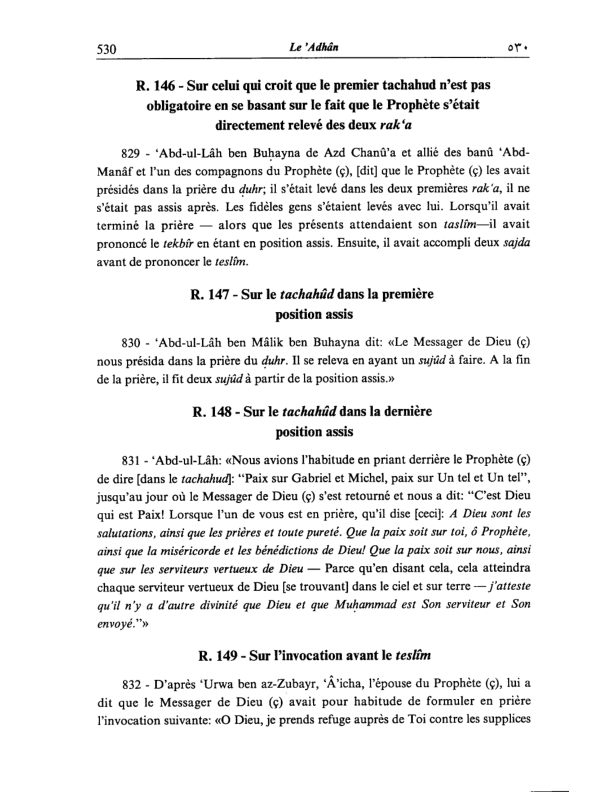 530 Le 'Adhân ٥٣٠
R. 146 - Sur celui qui croit que le premier tachahud n'est pas
obligatoire en se basant sur le fait que le Prophète s'était
directement relevé des deux rak'a
829 - 'Abd-ul-Lâh ben Buḥayna de Azd Chanû'a et allié des banû 'Abd-
Manâf et l'un des compagnons du Prophète (ç), [dit] que le Prophète (ç) les avait
présidés dans la prière du ḍuhr; il s'était levé dans les deux premières rak'a, il ne
s'était pas assis après. Les fidèles gens s'étaient levés avec lui. Lorsqu'il avait
terminé la prière — alors que les présents attendaient son taslîm—il avait
prononcé le tekbîr en étant en position assis. Ensuite, il avait accompli deux sajda
avant de prononcer le teslîm.
R. 147 - Sur le tachahûd dans la première
position assis
830 - 'Abd-ul-Lâh ben Mâlik ben Buhayna dit: «Le Messager de Dieu (ç)
nous présida dans la prière du ḍuhr. Il se releva en ayant un sujûd à faire. A la fin
de la prière, il fit deux sujûd à partir de la position assis.»
R. 148 - Sur le tachahûd dans la dernière
position assis
831 - 'Abd-ul-Lâh: «Nous avions l'habitude en priant derrière le Prophète (ç)
de dire [dans le tachahud]: "Paix sur Gabriel et Michel, paix sur Un tel et Un tel",
jusqu'au jour où le Messager de Dieu (ç) s'est retourné et nous a dit: "C'est Dieu
qui est Paix! Lorsque l'un de vous est en prière, qu'il dise [ceci]: A Dieu sont les
salutations, ainsi que les prières et toute pureté. Que la paix soit sur toi, ô Prophète,
ainsi que la miséricorde et les bénédictions de Dieu! Que la paix soit sur nous, ainsi
que sur les serviteurs vertueux de Dieu — Parce qu'en disant cela, cela atteindra
chaque serviteur vertueux de Dieu [se trouvant] dans le ciel et sur terre — j'atteste
qu'il n'y a d'autre divinité que Dieu et que Muḥammad est Son serviteur et Son
envoyé."»
R. 149 - Sur l'invocation avant le teslîm
832 - D'après 'Urwa ben az-Zubayr, 'Â'icha, l'épouse du Prophète (ç), lui a
dit que le Messager de Dieu (ç) avait pour habitude de formuler en prière
l'invocation suivante: «O Dieu, je prends refuge auprès de Toi contre les supplices